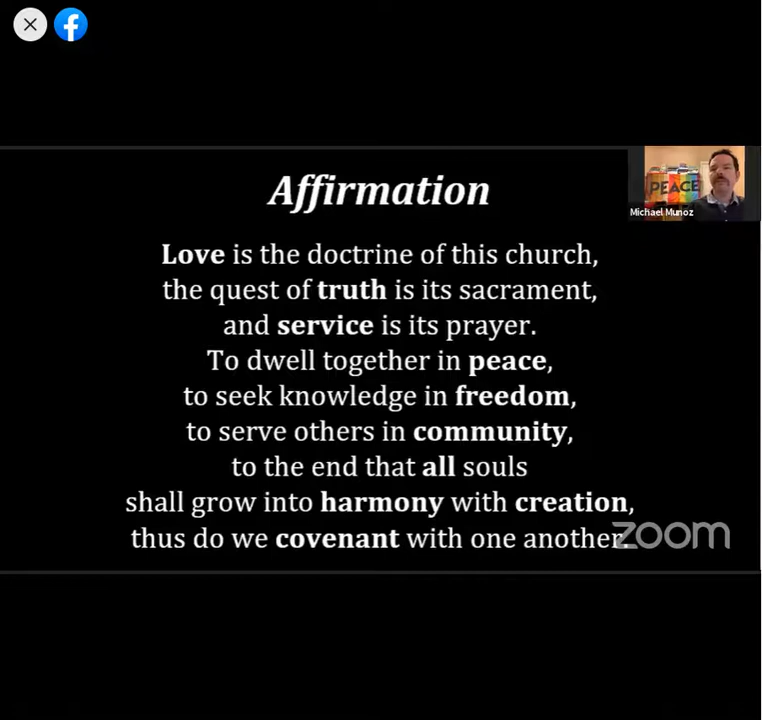 Affirmation
PEACE
Michael Munoz
Love is the doctrine of this church,
the quest of truth is its sacrament,
and service is its prayer.
To dwell together in peace,
to seek knowledge in freedom,
to serve others in community,
to the end that all souls
shall grow into harmony with creation,
thus do we covenant with one another.
zoom